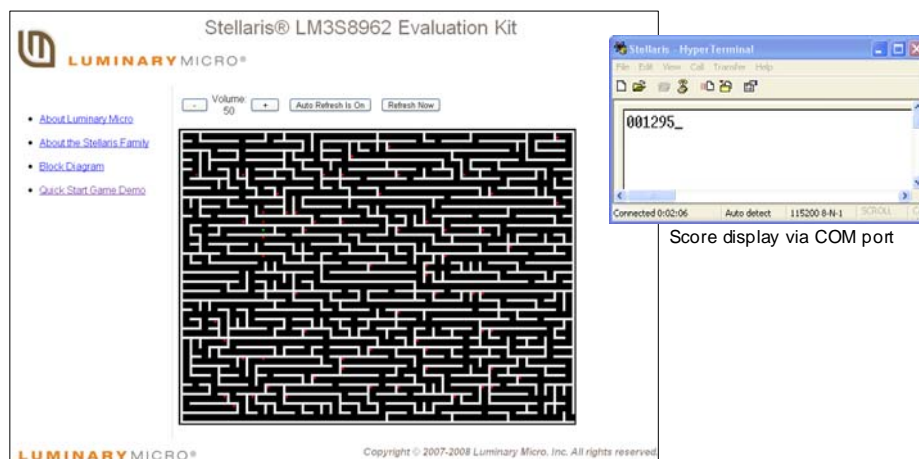 Stellaris® LM3S8962 Evaluation Kit
LUMINARY MICRO®
- Volume: 50 + Auto Refresh Is On Refresh Now
About Luminary Micro
About the Stellaris Family
Block Diagram
Quick Start Game Demo
LUMINARY MICRO®
Copyright © 2007-2008 Luminary Micro, Inc. All rights reserved
Stellaris - HyperTerminal
File Edit View Call Transfer Help
001295_
Connected 0:02:06 Auto detect 115200 8-N-1 SCROLL
Score display via COM port